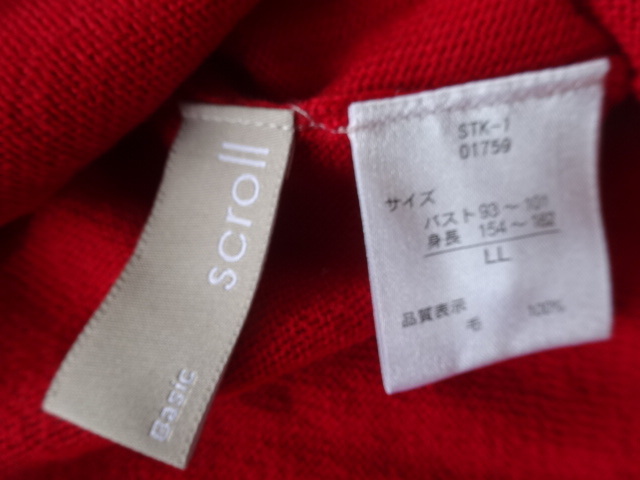 scroll
Basic
STK-1
01759
サイズ
バスト 93～101
身長 154～162
LL
品質表示
毛 100%